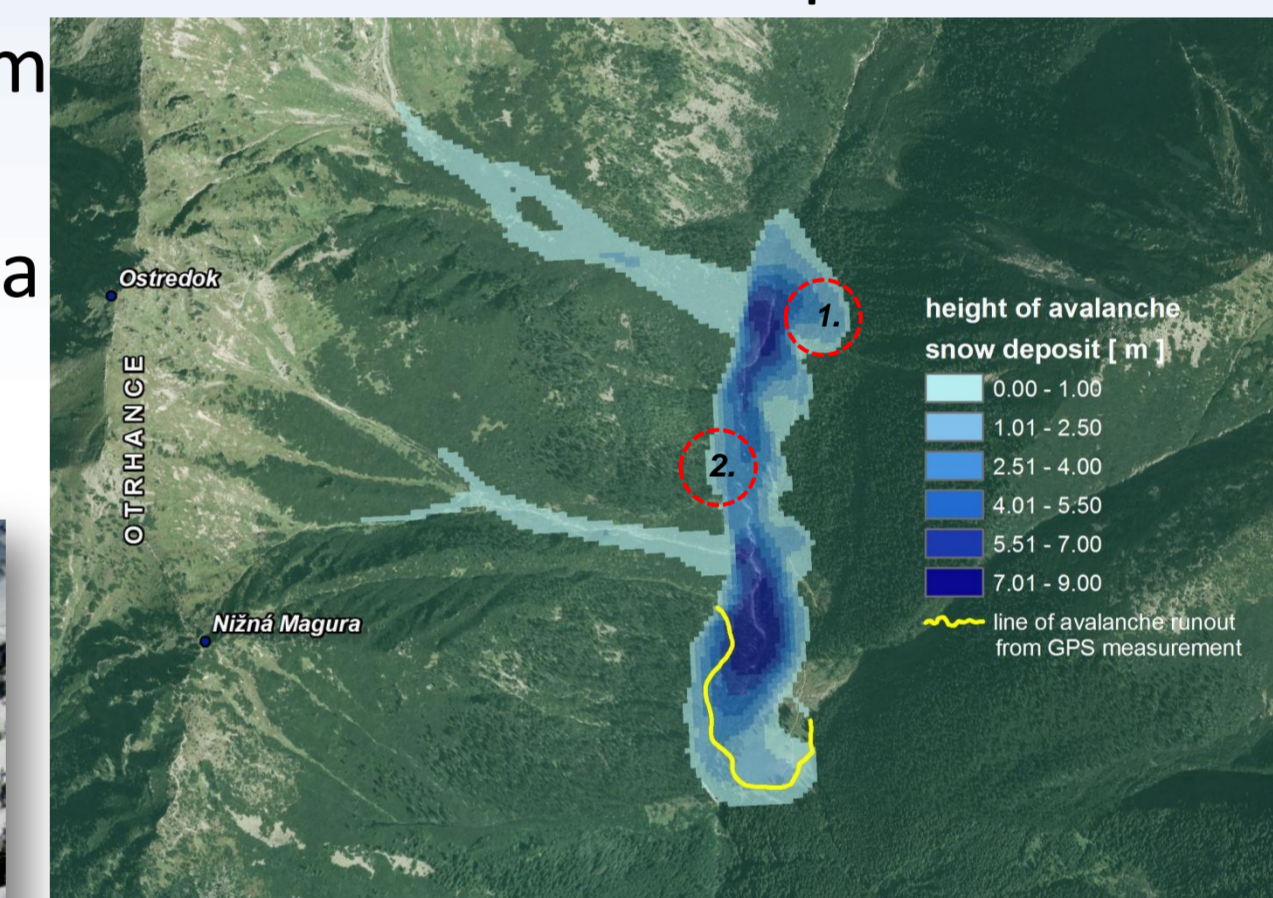 m
a
Ostredok
OTRHANCE
Nižná Magura
1.
2.
height of avalanche
snow deposit [ m ]
0.00 - 1.00
1.01 - 2.50
2.51 - 4.00
4.01 - 5.50
5.51 - 7.00
7.01 - 9.00
line of avalanche runout
from GPS measurement